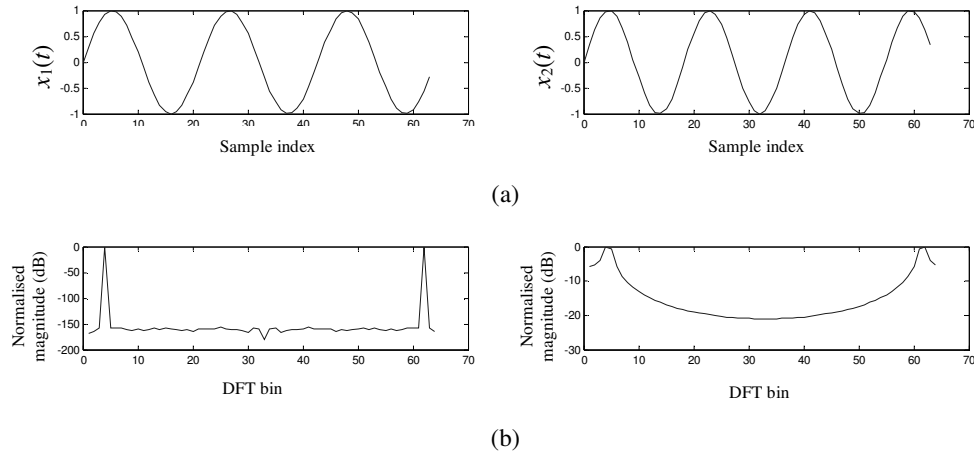 (a)
x1(t)
1
0.5
0
-0.5
-1
0 10 20 30 40 50 60 70
Sample index
x2(t)
1
0.5
0
-0.5
-1
0 10 20 30 40 50 60 70
Sample index
(a)
Normalised
magnitude (dB)
0
-50
-100
-150
-200
0 10 20 30 40 50 60 70
DFT bin
Normalised
magnitude (dB)
0
-10
-20
-30
0 10 20 30 40 50 60 70
DFT bin
(b)